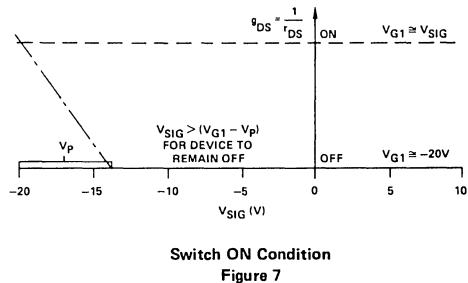 g_DS = 1/r_DS
ON
V_G1 ≅ V_SIG
V_P
V_SIG > (V_G1 – V_P)
FOR DEVICE TO
REMAIN OFF
OFF
V_G1 ≅ –20V
–20 –15 –10 –5 0 5 10
V_SIG (V)
Switch ON Condition
Figure 7